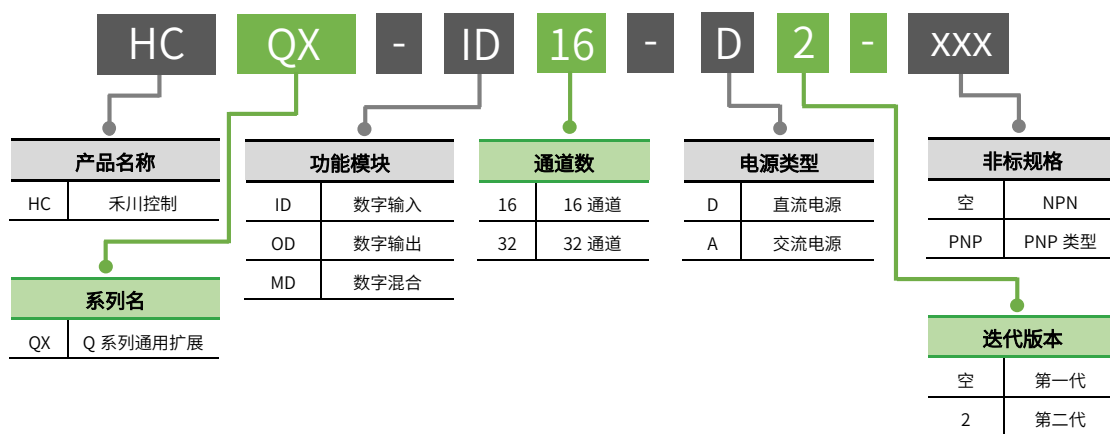 HC QX - ID 16 - D 2 - XXX
产品名称
HC 禾川控制
系列名
QX Q 系列通用扩展
功能模块
ID 数字输入
OD 数字输出
MD 数字混合
通道数
16 16 通道
32 32 通道
电源类型
D 直流电源
A 交流电源
非标规格
空 NPN
PNP PNP 类型
迭代版本
空 第一代
2 第二代